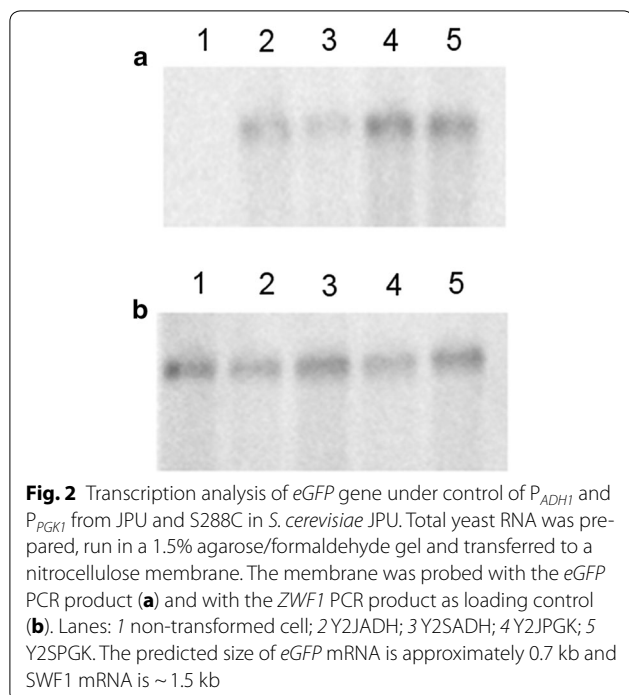 1 2 3 4 5
a
1 2 3 4 5
b
Fig. 2 Transcription analysis of eGFP gene under control of P_ADH1 and
P_PGK1 from JPU and S288C in S. cerevisiae JPU. Total yeast RNA was pre-
pared, run in a 1.5% agarose/formaldehyde gel and transferred to a
nitrocellulose membrane. The membrane was probed with the eGFP
PCR product (a) and with the ZWF1 PCR product as loading control
(b). Lanes: 1 non-transformed cell; 2 Y2JADH; 3 Y2SADH; 4 Y2JPGK; 5
Y2SPGK. The predicted size of eGFP mRNA is approximately 0.7 kb and
SWF1 mRNA is ~ 1.5 kb